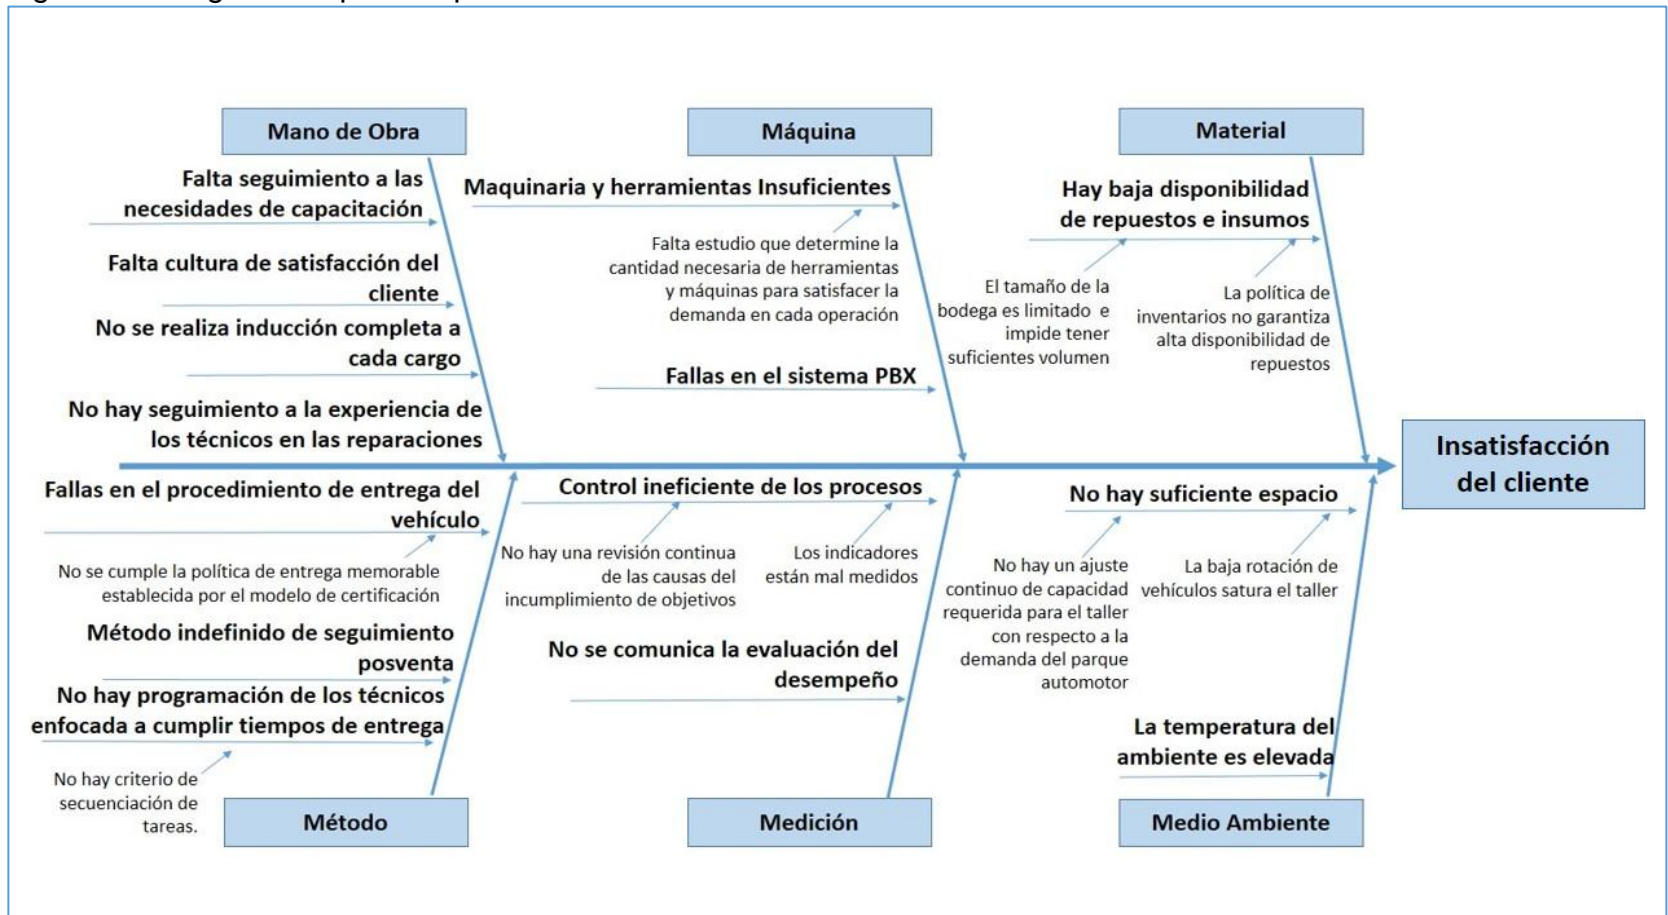 Mano de Obra
Falta seguimiento a las
necesidades de capacitación
Falta cultura de satisfacción del
cliente
No se realiza inducción completa a
cada cargo
No hay seguimiento a la experiencia de
los técnicos en las reparaciones
Máquina
Maquinaria y herramientas Insuficientes
Falta estudio que determine la
cantidad necesaria de herramientas
y máquinas para satisfacer la
demanda en cada operación
Fallas en el sistema PBX
Material
Hay baja disponibilidad
de repuestos e insumos
El tamaño de la
bodega es limitado e
impide tener
suficientes volumen
La política de
inventarios no garantiza
alta disponibilidad de
repuestos
Insatisfacción
del cliente
Fallas en el procedimiento de entrega del
vehículo
No se cumple la política de entrega memorable
establecida por el modelo de certificación
Método indefinido de seguimiento
posventa
No hay programación de los técnicos
enfocada a cumplir tiempos de entrega
No hay criterio de
secuenciación de
tareas.
Método
Control ineficiente de los procesos
No hay una revisión continua
de las causas del
incumplimiento de objetivos
Los indicadores
están mal medidos
No se comunica la evaluación del
desempeño
Medición
No hay suficiente espacio
No hay un ajuste
continuo de capacidad
requerida para el taller
con respecto a la
demanda del parque
automotor
La baja rotación de
vehículos satura el taller
La temperatura del
ambiente es elevada
Medio Ambiente